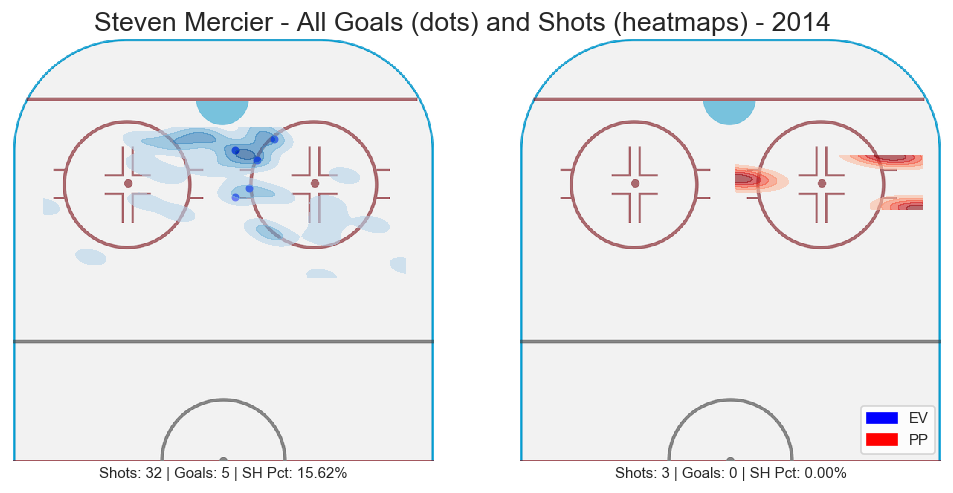 Steven Mercier - All Goals (dots) and Shots (heatmaps) - 2014
EV
PP
Shots: 32 | Goals: 5 | SH Pct: 15.62%
Shots: 3 | Goals: 0 | SH Pct: 0.00%